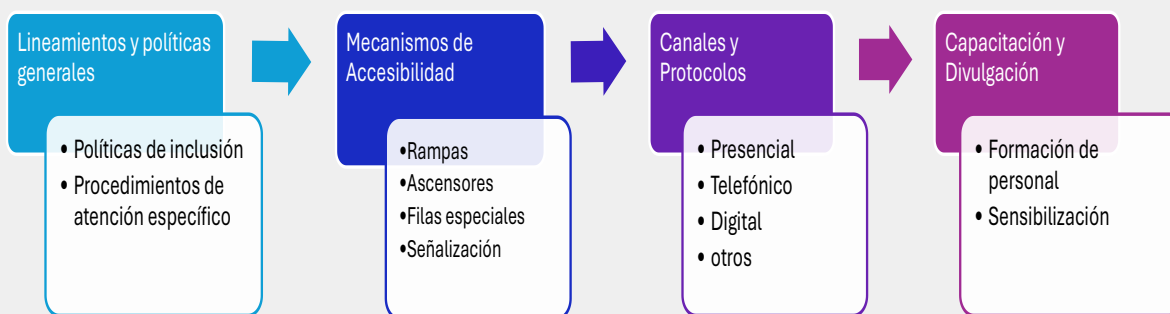 Lineamientos y políticas
generales
• Políticas de inclusión
• Procedimientos de
atención específico
Mecanismos de
Accesibilidad
•Rampas
•Ascensores
•Filas especiales
•Señalización
Canales y
Protocolos
• Presencial
• Telefónico
• Digital
• otros
Capacitación y
Divulgación
• Formación de
personal
• Sensibilización